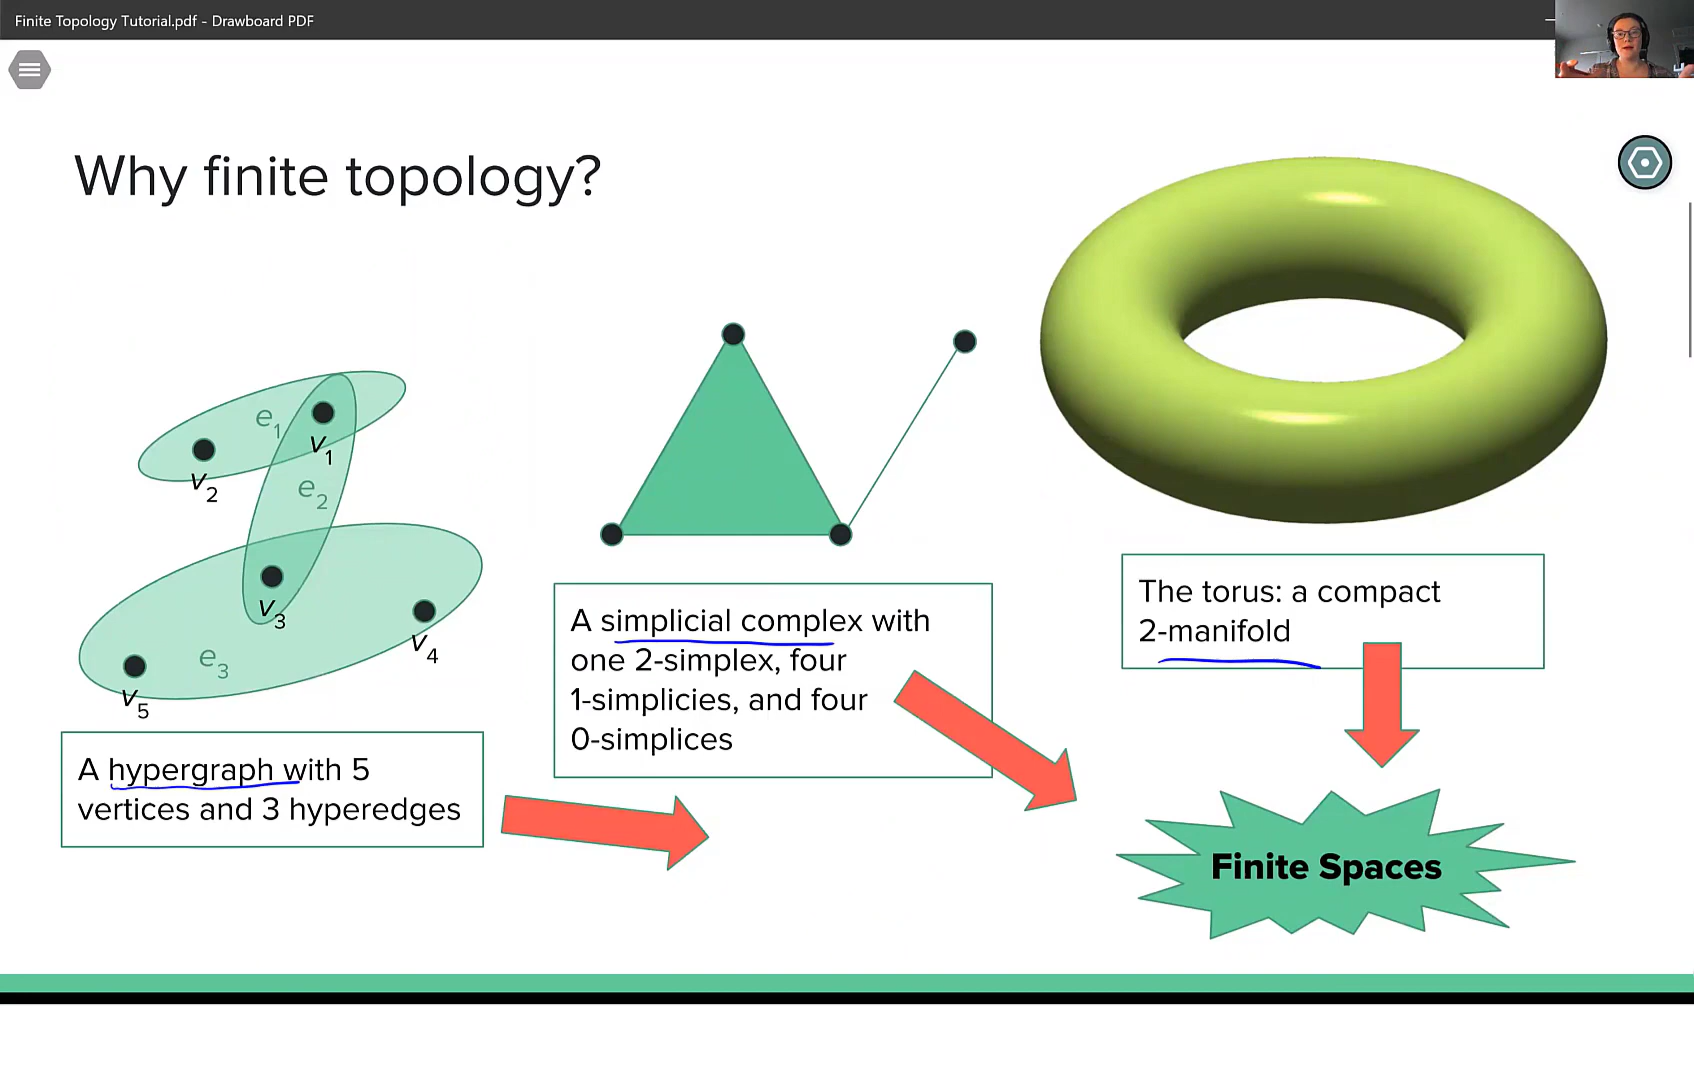 Finite Topology Tutorial.pdf - Drawboard PDF
Why finite topology?
e1
v1
v2
e2
v3
v4
e3
v5
A hypergraph with 5
vertices and 3 hyperedges
A simplicial complex with
one 2-simplex, four
1-simplicies, and four
0-simplices
The torus: a compact
2-manifold
Finite Spaces